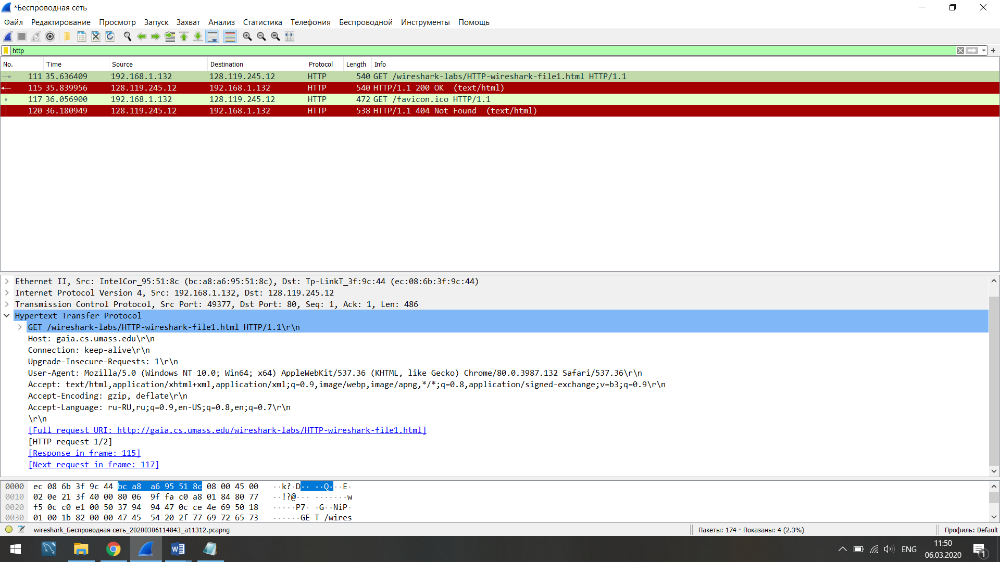 *Беспроводная сеть
Файл Редактирование Просмотр Запуск Захват Анализ Статистика Телефония Беспроводной Инструменты Помощь
http
No. Time Source Destination Protocol Length Info
111 35.636409 192.168.1.132 128.119.245.12 HTTP 540 GET /wireshark-labs/HTTP-wireshark-file1.html HTTP/1.1
115 35.839956 128.119.245.12 192.168.1.132 HTTP 540 HTTP/1.1 200 OK (text/html)
117 36.056900 192.168.1.132 128.119.245.12 HTTP 472 GET /favicon.ico HTTP/1.1
120 36.180949 128.119.245.12 192.168.1.132 HTTP 538 HTTP/1.1 404 Not Found (text/html)
Ethernet II, Src: IntelCor_95:51:8c (bc:a8:a6:95:51:8c), Dst: Tp-LinkT_3f:9c:44 (ec:08:6b:3f:9c:44)
Internet Protocol Version 4, Src: 192.168.1.132, Dst: 128.119.245.12
Transmission Control Protocol, Src Port: 49377, Dst Port: 80, Seq: 1, Ack: 1, Len: 486
Hypertext Transfer Protocol
GET /wireshark-labs/HTTP-wireshark-file1.html HTTP/1.1\r\n
Host: gaia.cs.umass.edu\r\n
Connection: keep-alive\r\n
Upgrade-Insecure-Requests: 1\r\n
User-Agent: Mozilla/5.0 (Windows NT 10.0; Win64; x64) AppleWebKit/537.36 (KHTML, like Gecko) Chrome/80.0.3987.132 Safari/537.36\r\n
Accept: text/html,application/xhtml+xml,application/xml;q=0.9,image/webp,image/apng,*/*;q=0.8,application/signed-exchange;v=b3;q=0.9\r\n
Accept-Encoding: gzip, deflate\r\n
Accept-Language: ru-RU,ru;q=0.9,en-US;q=0.8,en;q=0.7\r\n
\r\n
[Full request URI: http://gaia.cs.umass.edu/wireshark-labs/HTTP-wireshark-file1.html]
[HTTP request 1/2]
[Response in frame: 115]
[Next request in frame: 117]
0000 ec 08 6b 3f 9c 44 bc a8 a6 95 51 8c 08 00 45 00 ··k?·D·· ··Q···E·
0010 02 0e 21 3f 40 00 80 06 9f fa c0 a8 01 84 80 77 ··!?@··· ·······w
0020 f5 0c c0 e1 00 50 37 94 94 47 0c ce 4e 69 50 18 ·····P7· ·G··NiP·
0030 01 00 1b 82 00 00 47 45 54 20 2f 77 69 72 65 73 ······GE T /wires
wireshark_Беспроводная сеть_20200306114843_a11312.pcapng
Пакеты: 174 · Показаны: 4 (2.3%)
Профиль: Default
ENG
11:50
06.03.2020
1